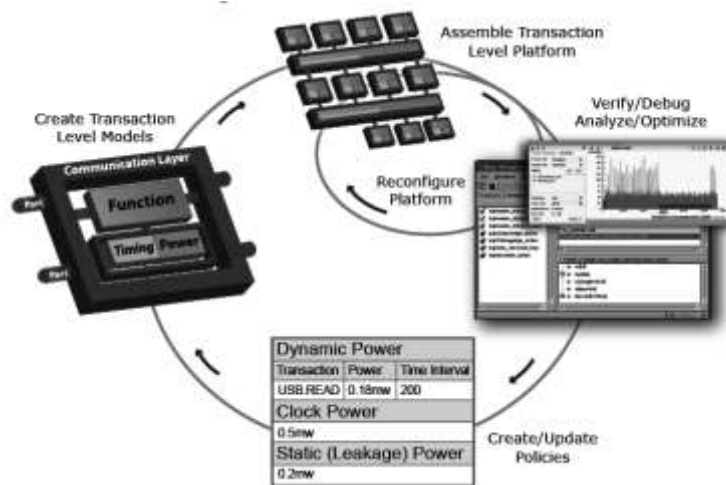 Assemble Transaction
Level Platform
Create Transaction
Level Models
Verify/Debug
Analyze/Optimize
Communication Layer
Function
Timing Power
Reconfigure
Platform
Dynamic Power
Transaction Power Time Interval
USB.READ 0.18mw 200
Clock Power
0.5mw
Static (Leakage) Power
0.2mw
Create/Update
Policies